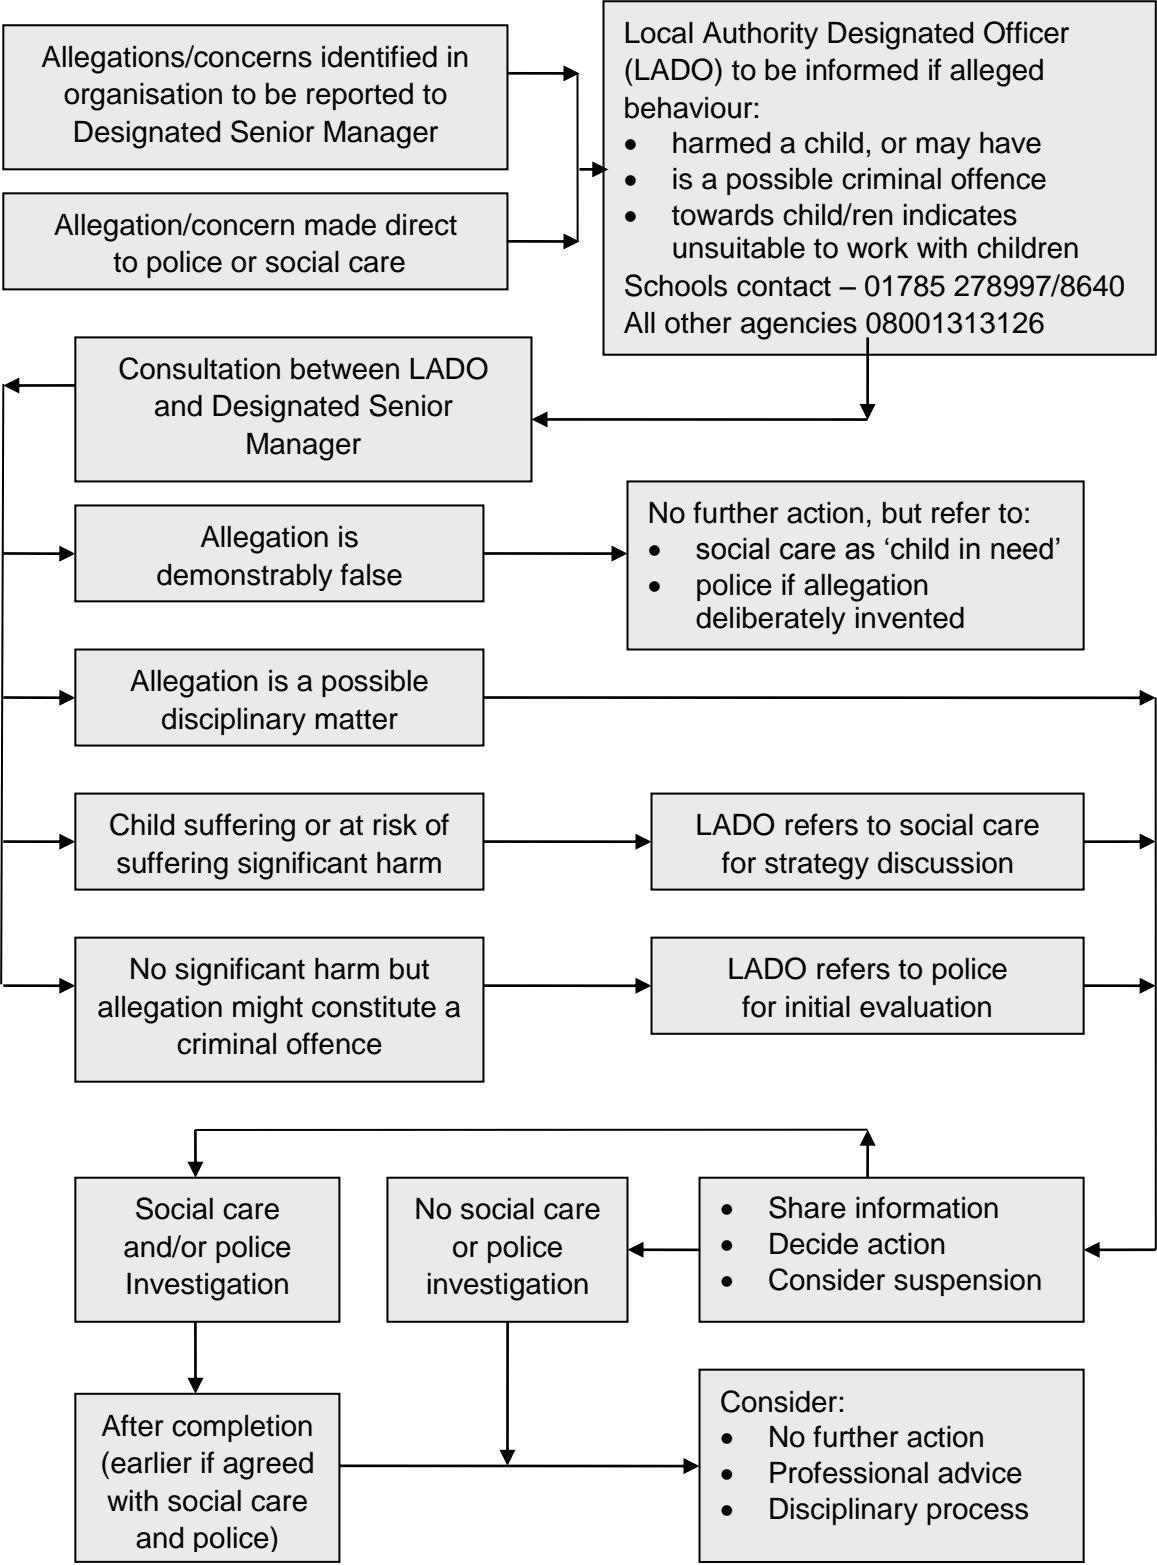 Allegations/concerns identified in
organisation to be reported to
Designated Senior Manager
Allegation/concern made direct
to police or social care
Local Authority Designated Officer
(LADO) to be informed if alleged
behaviour:
• harmed a child, or may have
• is a possible criminal offence
• towards child/ren indicates
unsuitable to work with children
Schools contact – 01785 278997/8640
All other agencies 08001313126
Consultation between LADO
and Designated Senior
Manager
Allegation is
demonstrably false
No further action, but refer to:
• social care as ‘child in need’
• police if allegation
deliberately invented
Allegation is a possible
disciplinary matter
Child suffering or at risk of
suffering significant harm
LADO refers to social care
for strategy discussion
No significant harm but
allegation might constitute a
criminal offence
LADO refers to police
for initial evaluation
Social care
and/or police
Investigation
No social care
or police
investigation
• Share information
• Decide action
• Consider suspension
After completion
(earlier if agreed
with social care
and police)
Consider:
• No further action
• Professional advice
• Disciplinary process